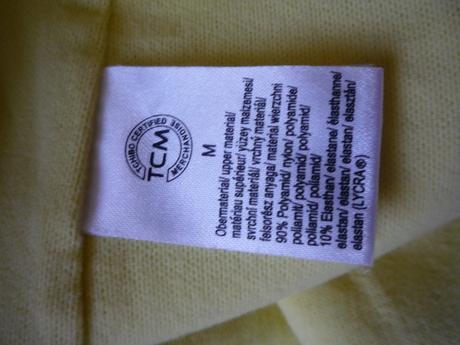 TCHIBO CERTIFIED
TCM
MERCHANDISE
M
Obermaterial/ upper material/
matériau supérieur/ yüzey malzemesi/
svrchní materiál/ vrchný materiál/
felsorész anyaga/ materiał wierzchni
90% Polyamid/ nylon/ polyamide/
poliamit/ polyamid/ polyamid/
poliamid/ poliamid/
10% Elasthan/ elastane/ élasthanne/
elastan/ elastan/ elastan/ elasztán/
elastan (LYCRA®)